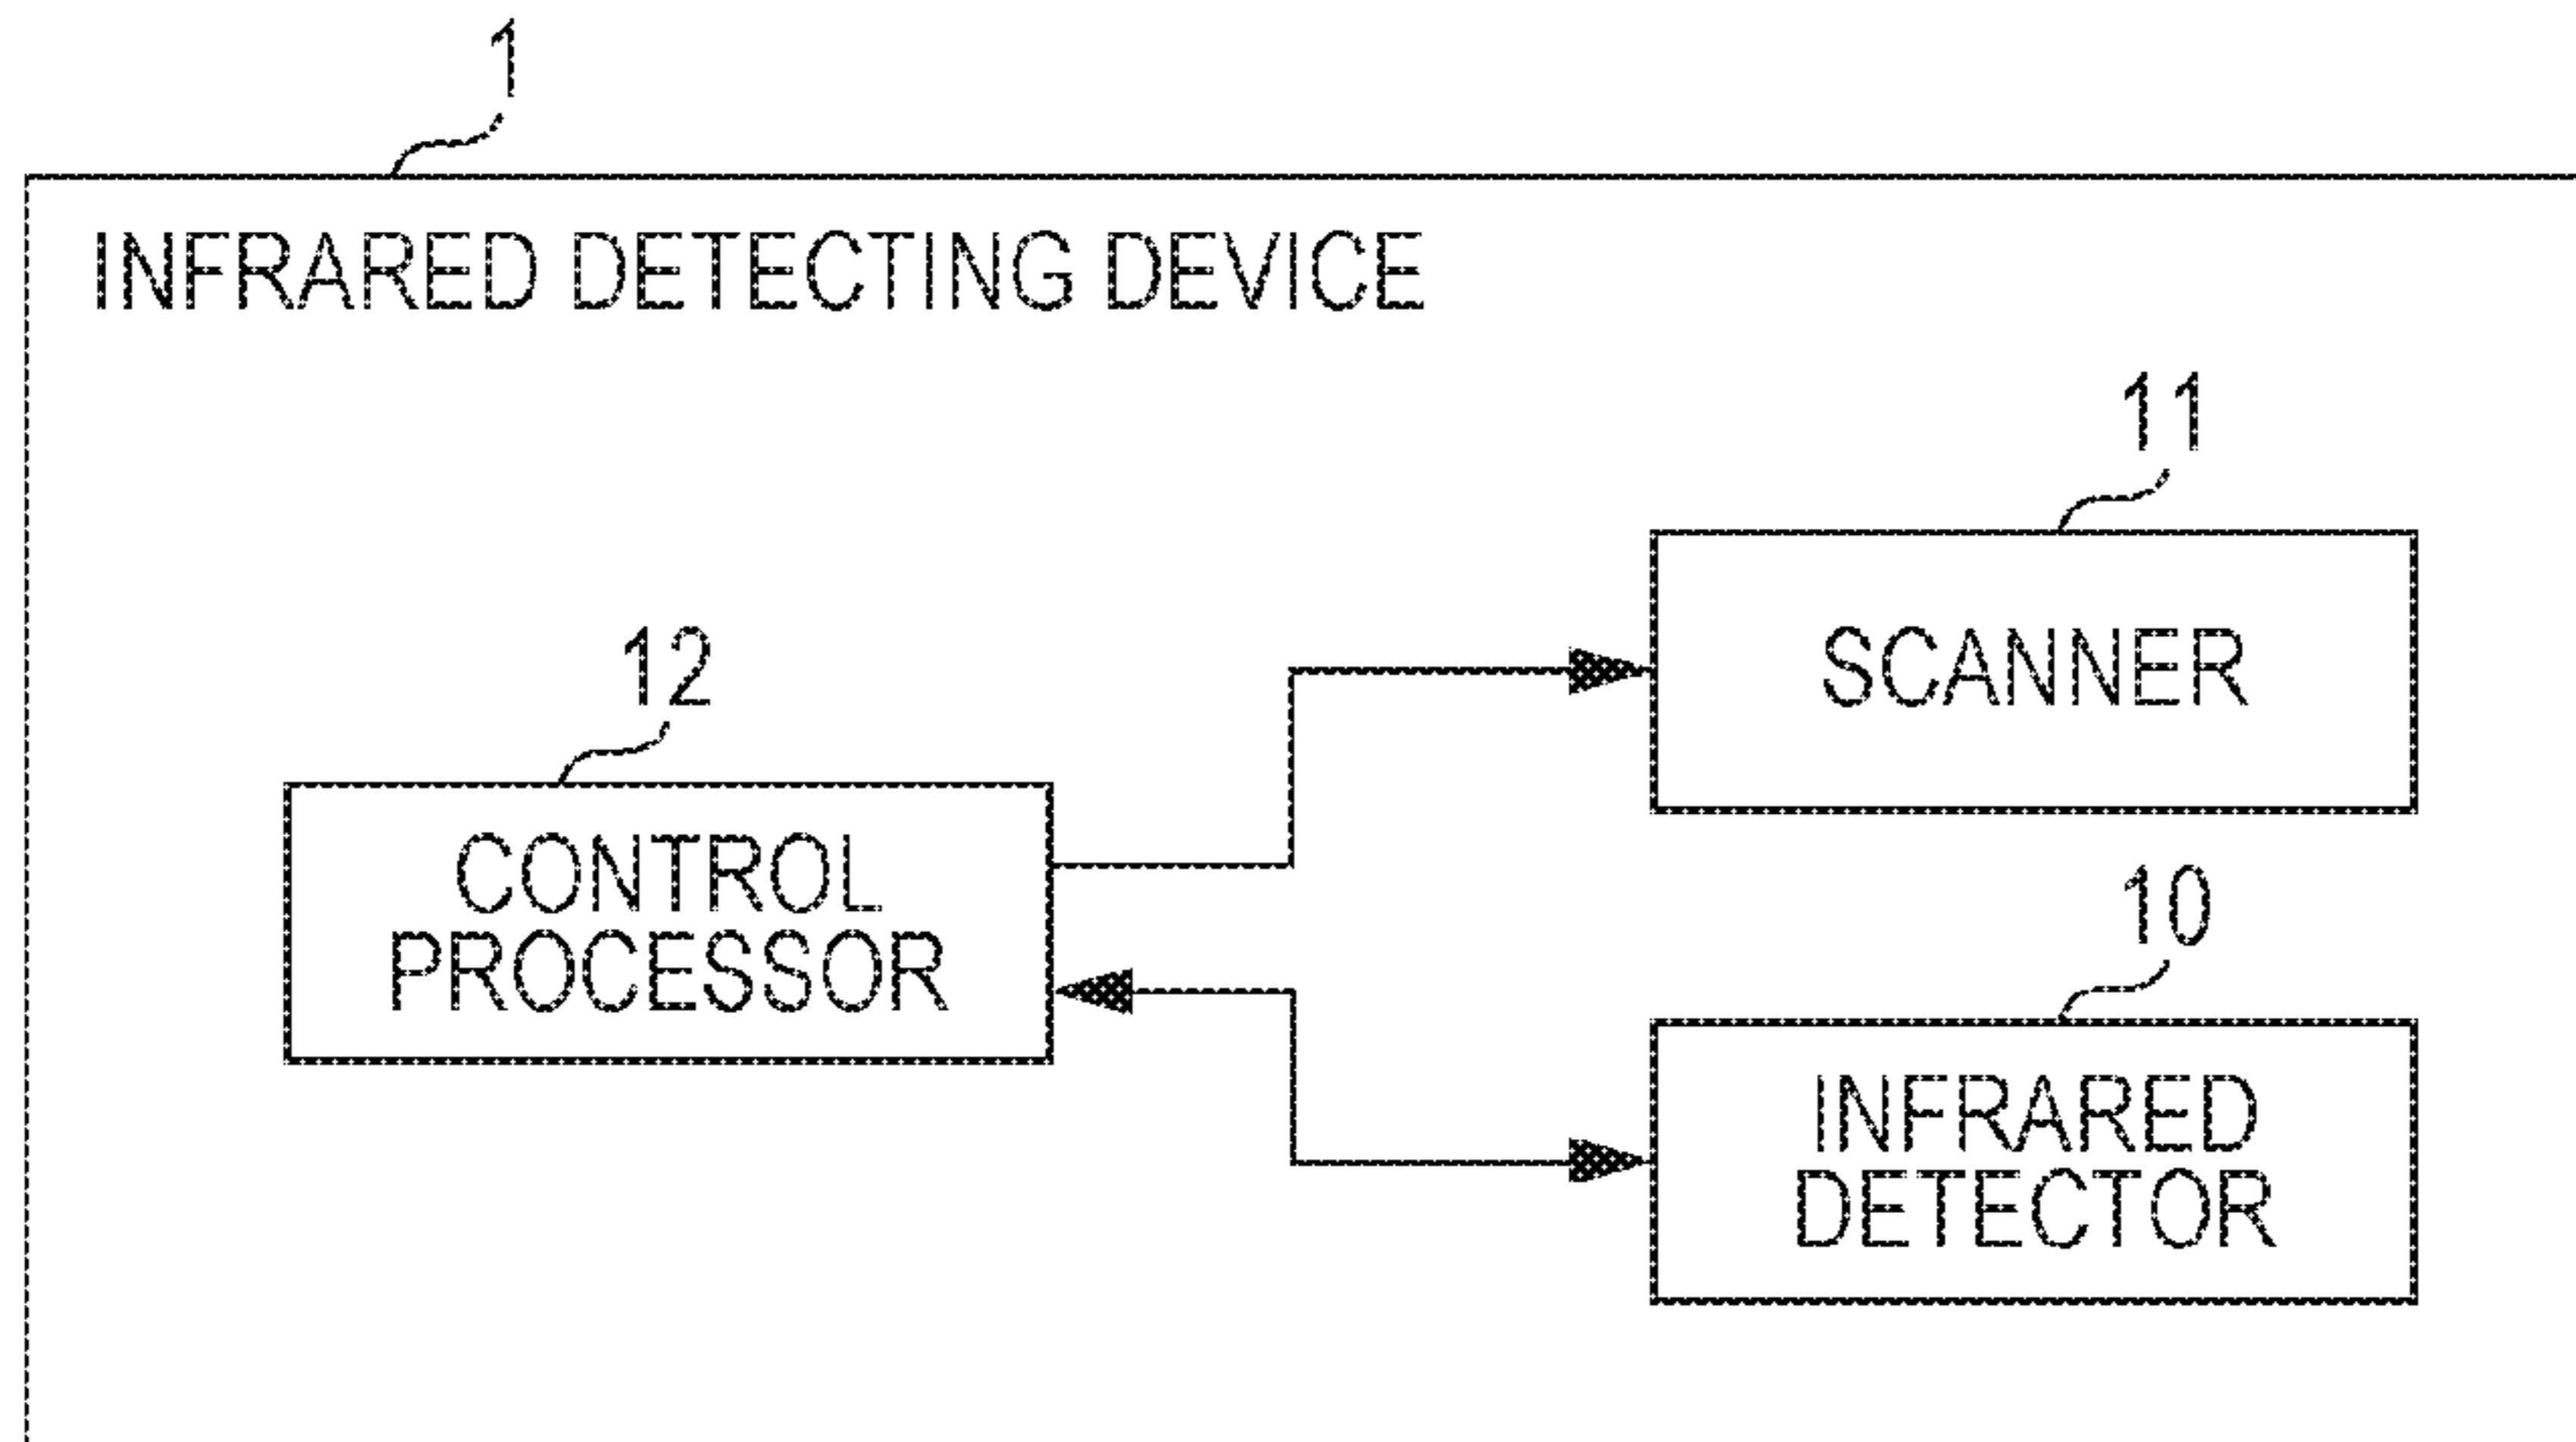 1
INFRARED DETECTING DEVICE
11
SCANNER
12
CONTROL
PROCESSOR
10
INFRARED
DETECTOR